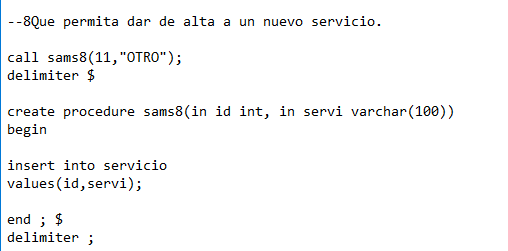 --8Que permita dar de alta a un nuevo servicio.
call sams8(11,"OTRO");
delimiter $
create procedure sams8(in id int, in servi varchar(100))
begin
insert into servicio
values(id,servi);
end ; $
delimiter ;